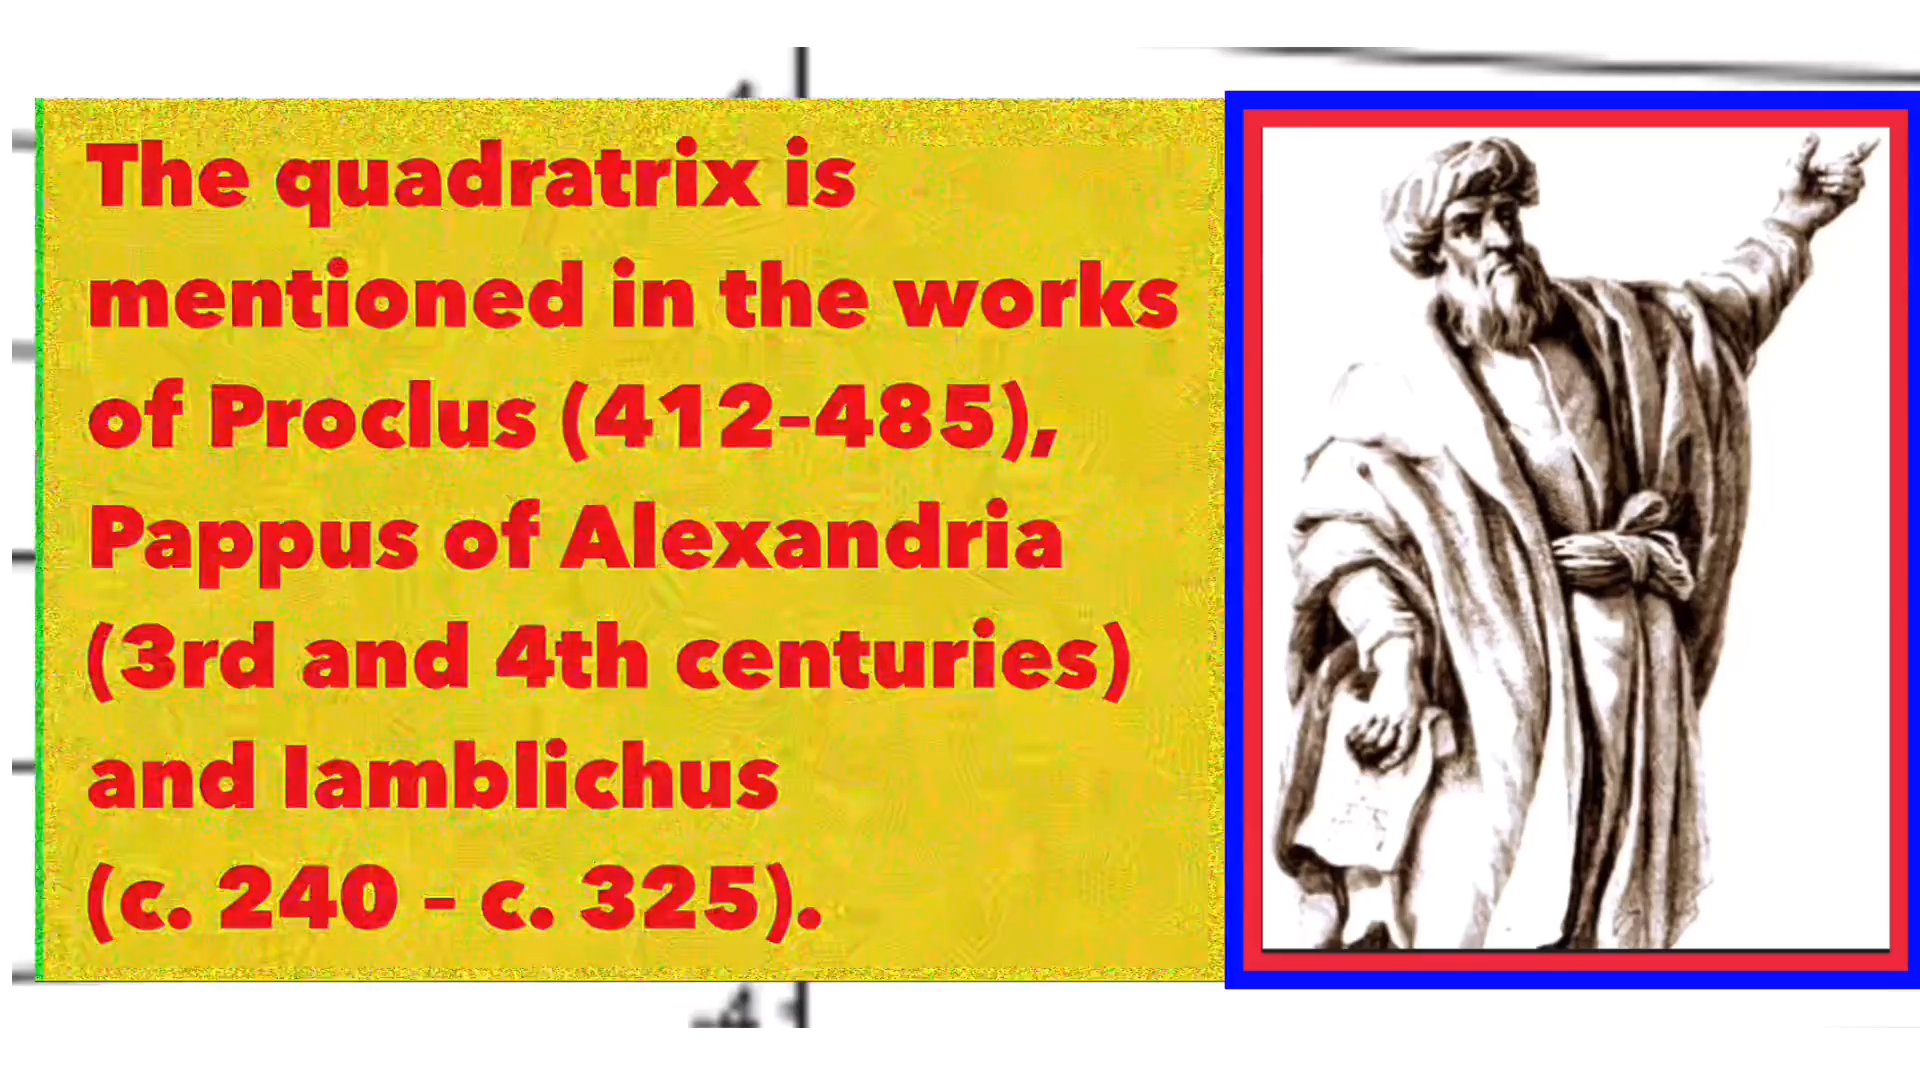 The quadratrix is
mentioned in the works
of Proclus (412-485),
Pappus of Alexandria
(3rd and 4th centuries)
and Iamblichus
(c. 240 – c. 325).
-4